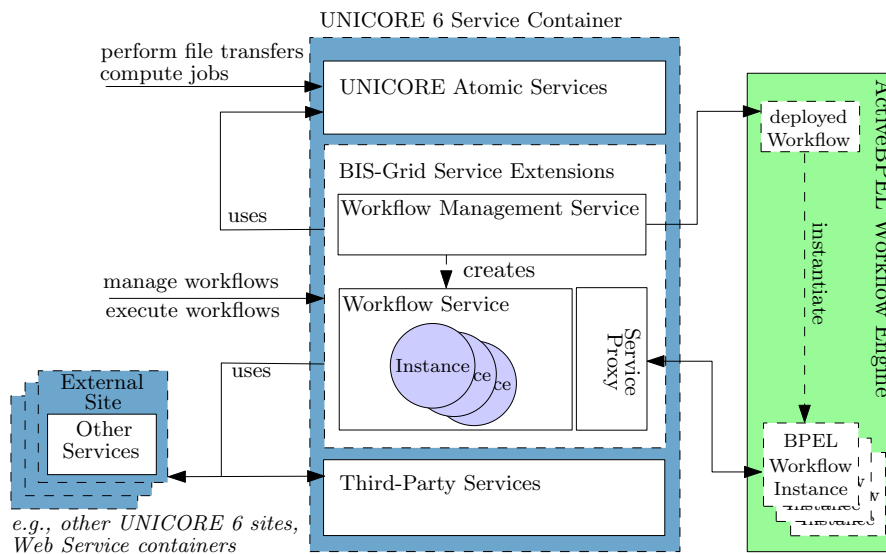 UNICORE 6 Service Container
perform file transfers
compute jobs
UNICORE Atomic Services
BIS-Grid Service Extensions
uses
Workflow Management Service
creates
manage workflows
execute workflows
Workflow Service
Instance
ce
ce
Service
Proxy
uses
External
Site
Other
Services
Third-Party Services
e.g., other UNICORE 6 sites,
Web Service containers
ActiveBPEL Workflow Engine
deployed
Workflow
instantiate
BPEL
Workflow
Instance